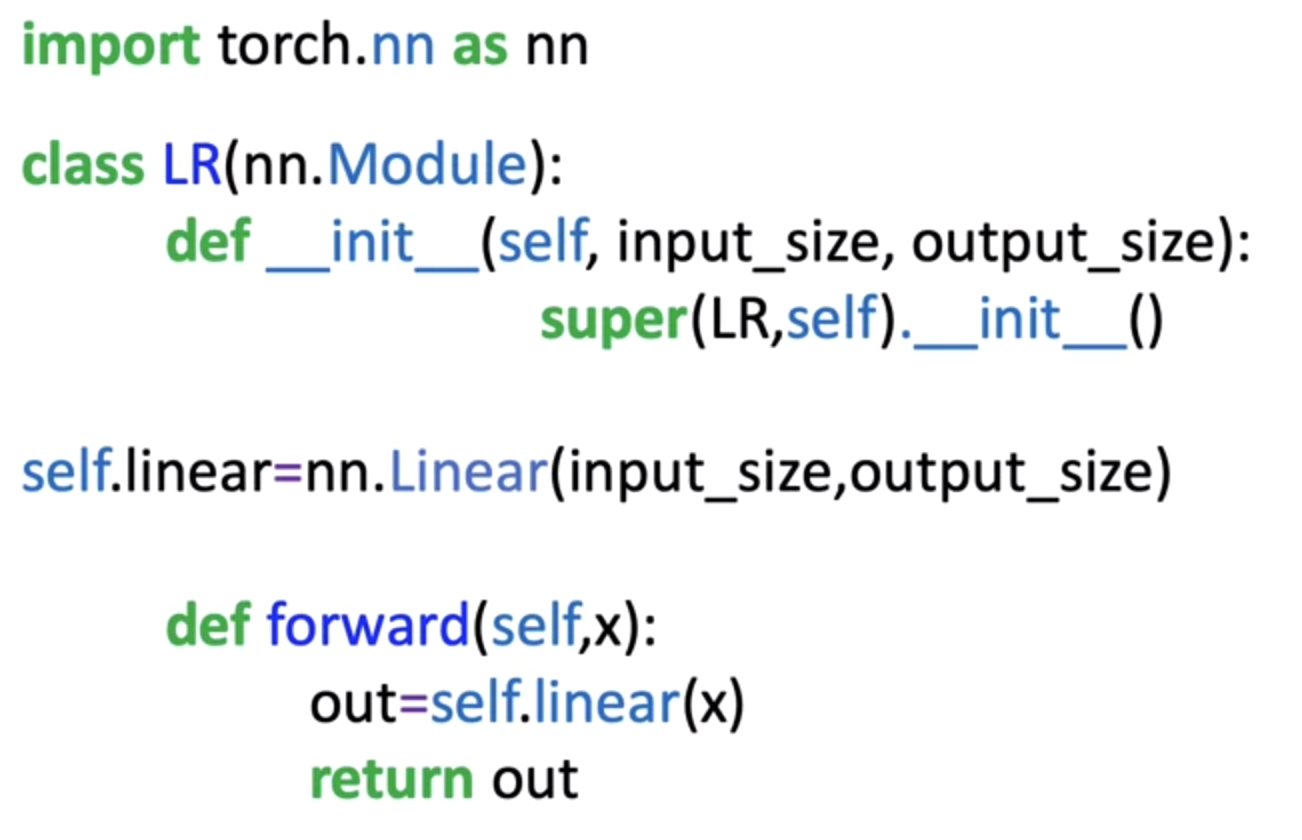 import torch.nn as nn
class LR(nn.Module):
def __init__(self, input_size, output_size):
super(LR,self).__init__()
self.linear=nn.Linear(input_size,output_size)
def forward(self,x):
out=self.linear(x)
return out